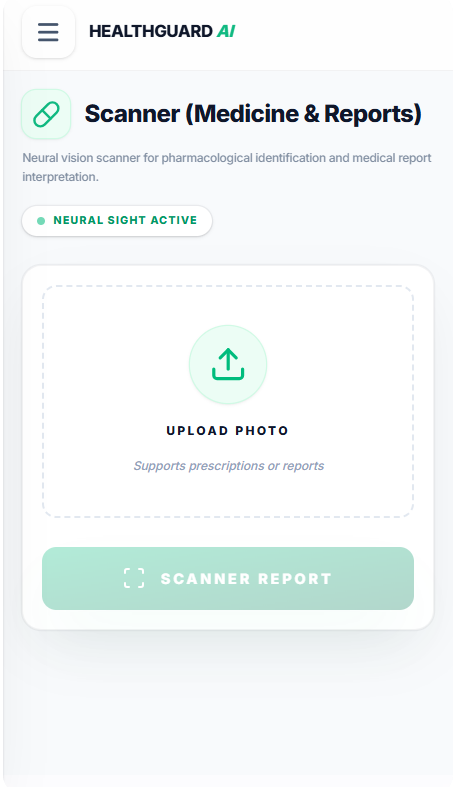 HEALTHGUARD AI
Scanner (Medicine & Reports)
Neural vision scanner for pharmacological identification and medical report
interpretation.
NEURAL SIGHT ACTIVE
UPLOAD PHOTO
Supports prescriptions or reports
SCANNER REPORT